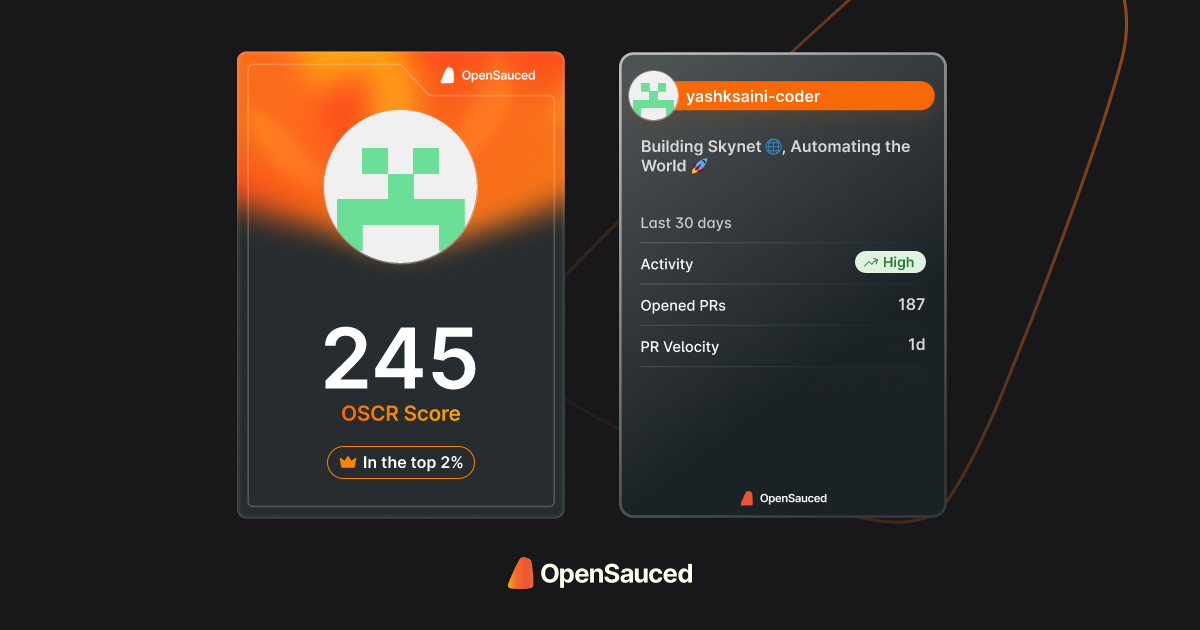 OpenSauced
245
OSCR Score
In the top 2%
yashksaini-coder
Building Skynet 🌐, Automating the
World 🚀
Last 30 days
Activity
High
Opened PRs
187
PR Velocity
1d
OpenSauced
OpenSauced